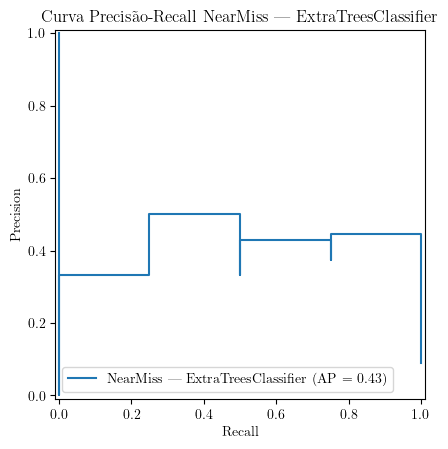 Curva Precisão-Recall NearMiss — ExtraTreesClassifier
1.0
0.8
0.6
0.4
0.2
0.0
Precision
NearMiss — ExtraTreesClassifier (AP = 0.43)
0.0 0.2 0.4 0.6 0.8 1.0
Recall